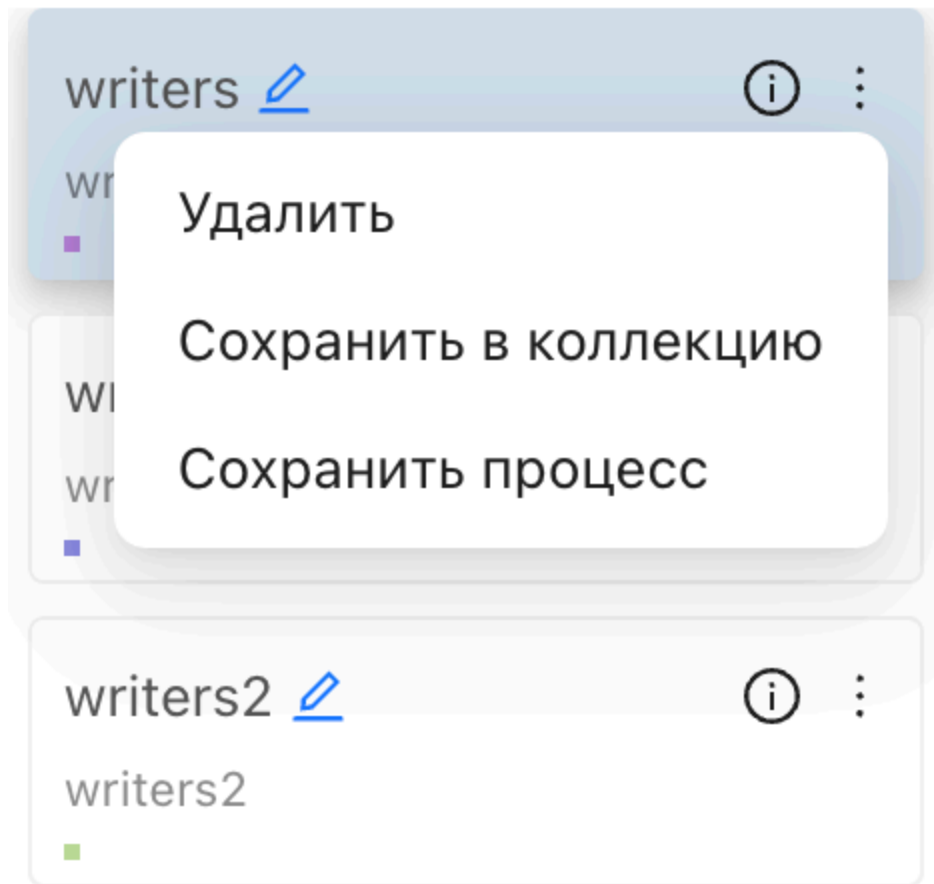 writers
Удалить
Сохранить в коллекцию
Сохранить процесс
writers2
writers2